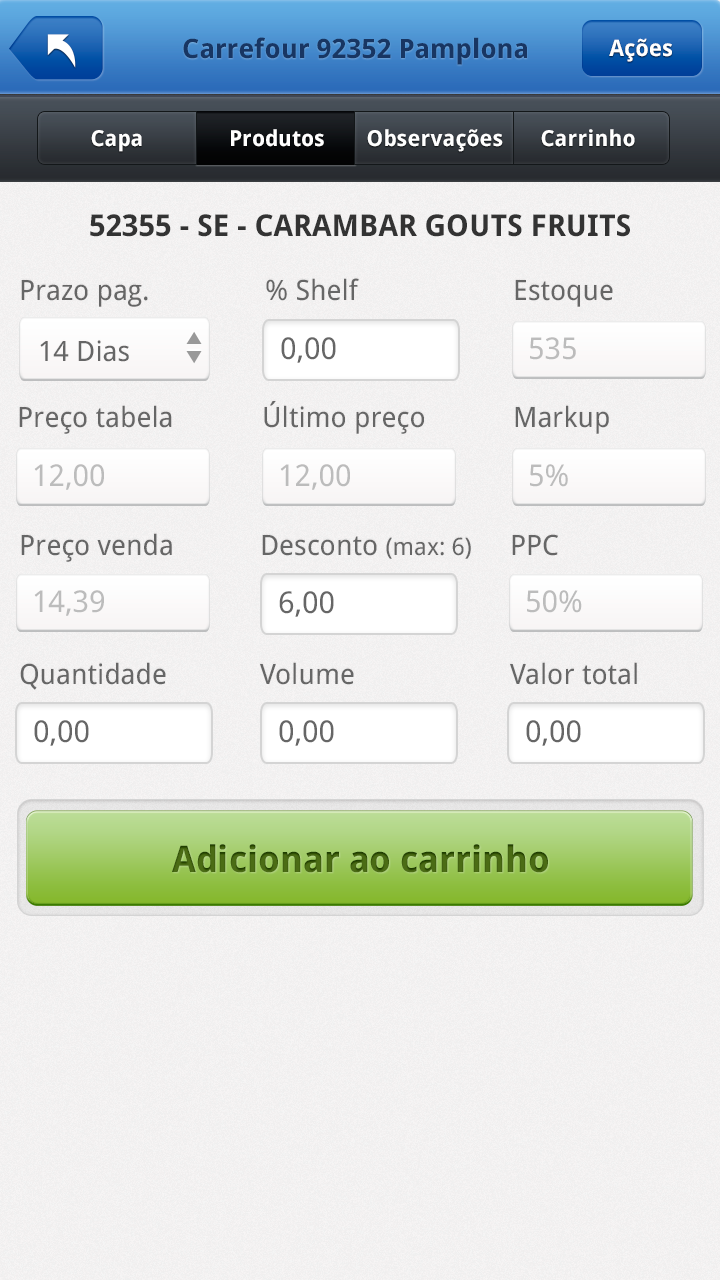 Carrefour 92352 Pamplona Ações
Capa Produtos Observações Carrinho
52355 - SE - CARAMBAR GOUTS FRUITS
Prazo pag. % Shelf Estoque
14 Dias 0,00 535
Preço tabela Último preço Markup
12,00 12,00 5%
Preço venda Desconto (max: 6) PPC
14,39 6,00 50%
Quantidade Volume Valor total
0,00 0,00 0,00
Adicionar ao carrinho